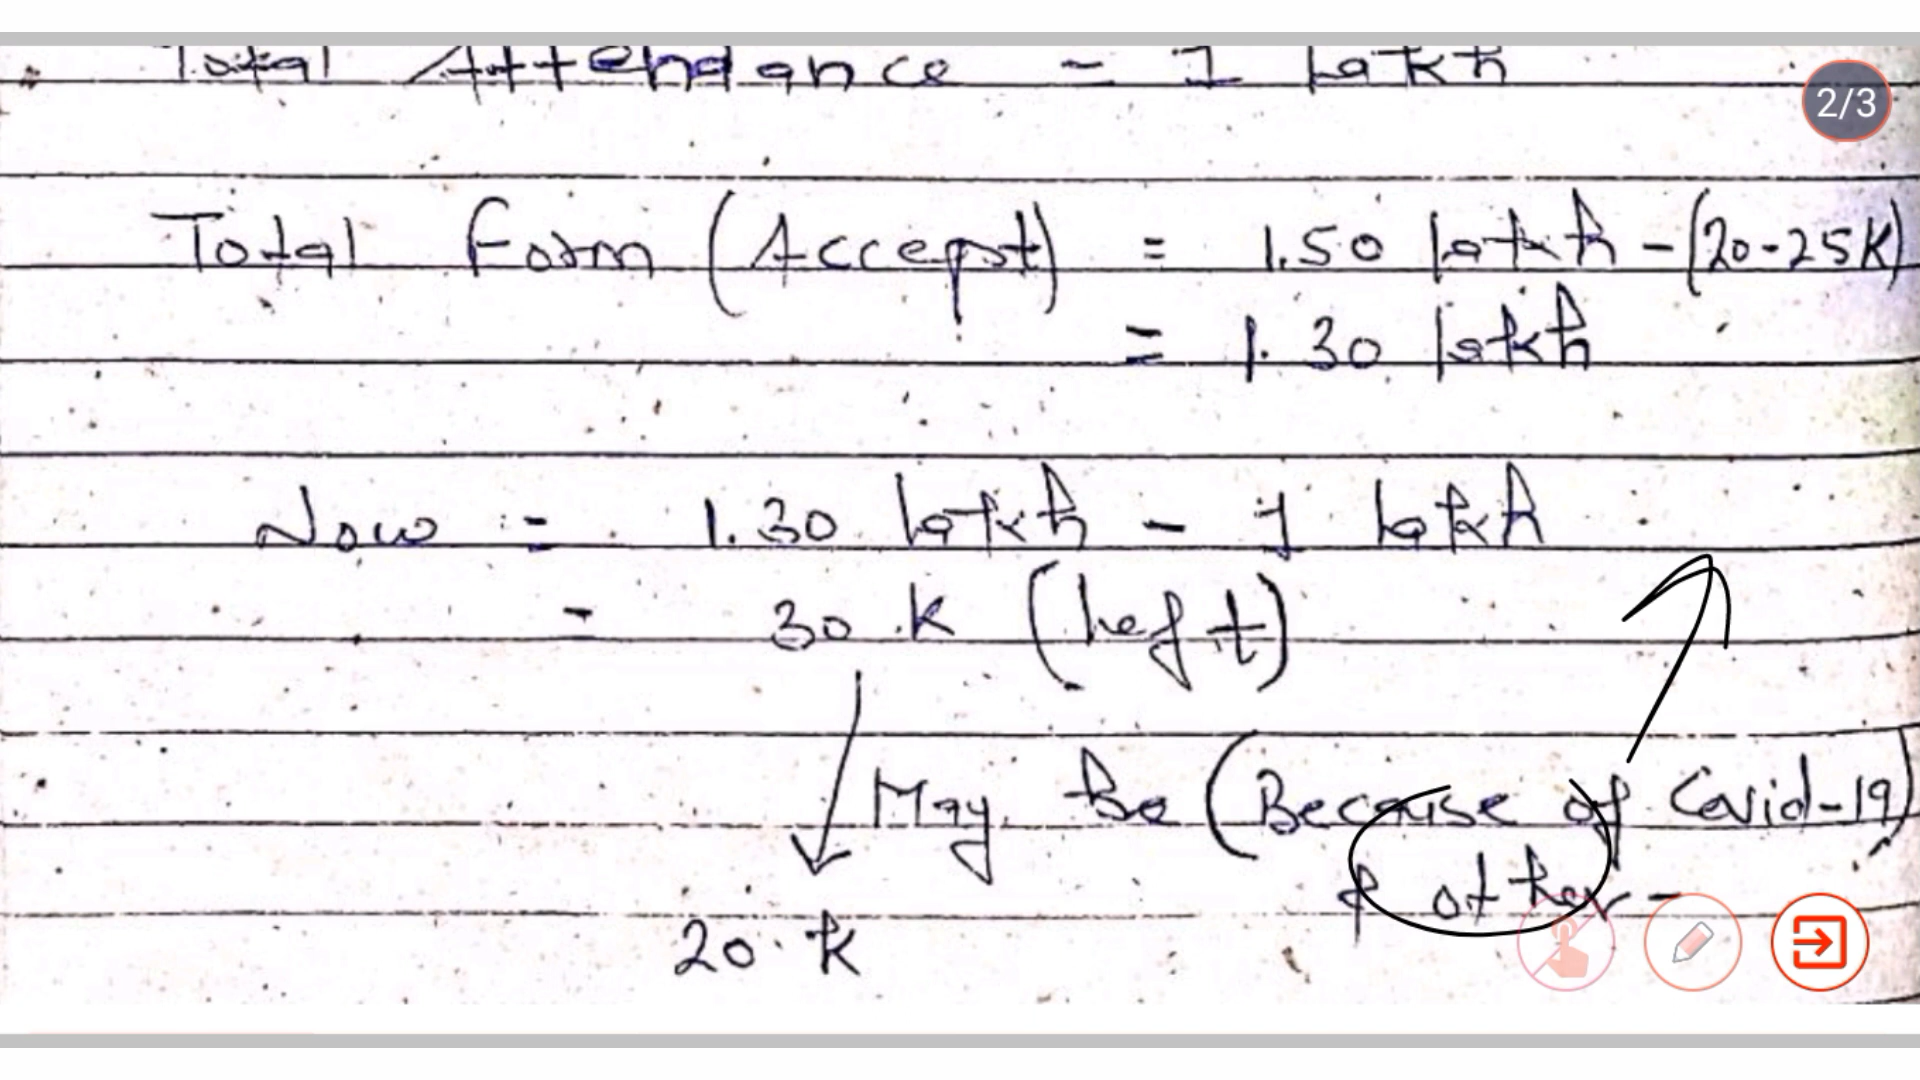 Total Attendance - 1 Lakh
2/3
Total Form (Accept) = 1.50 lakh - (20-25K)
= 1.30 lakh
Now = 1.30 lakh - 1 lakh
= 30 K (left)
May be (Because of Covid-19)
& other -
20 K